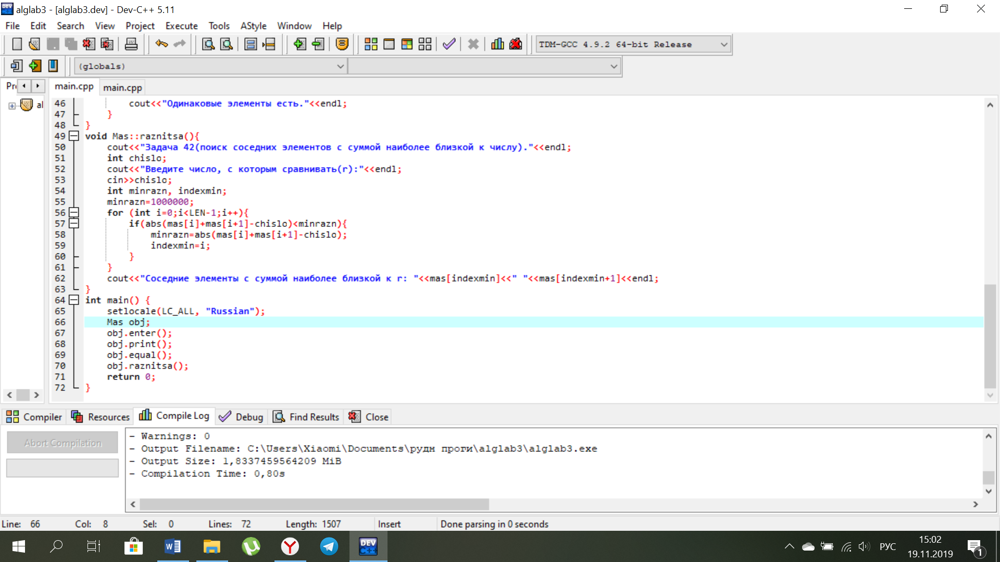 alglab3 - [alglab3.dev] - Dev-C++ 5.11
File Edit Search View Project Execute Tools AStyle Window Help
TDM-GCC 4.9.2 64-bit Release
(globals)
main.cpp main.cpp
al
46 cout<<"Одинаковые элементы есть."<<endl;
47 }
48 }
49 void Mas::raznitsa(){
50 cout<<"Задача 42(поиск соседних элементов с суммой наиболее близкой к числу)."<<endl;
51 int chislo;
52 cout<<"Введите число, с которым сравнивать(r):"<<endl;
53 cin>>chislo;
54 int minrazn, indexmin;
55 minrazn=1000000;
56 for (int i=0;i<LEN-1;i++){
57 if(abs(mas[i]+mas[i+1]-chislo)<minrazn){
58 minrazn=abs(mas[i]+mas[i+1]-chislo);
59 indexmin=i;
60 }
61 }
62 cout<<"Соседние элементы с суммой наиболее близкой к r: "<<mas[indexmin]<<" "<<mas[indexmin+1]<<endl;
63 }
64 int main() {
65 setlocale(LC_ALL, "Russian");
66 Mas obj;
67 obj.enter();
68 obj.print();
69 obj.equal();
70 obj.raznitsa();
71 return 0;
72 }
Compiler Resources Compile Log Debug Find Results Close
Abort Compilation
- Warnings: 0
- Output Filename: C:\Users\Xiaomi\Documents\рудн проги\alglab3\alglab3.exe
- Output Size: 1,8337459564209 MiB
- Compilation Time: 0,80s
Line: 66 Col: 8 Sel: 0 Lines: 72 Length: 1507 Insert Done parsing in 0 seconds
DEV C++
РУС
15:02
19.11.2019
1